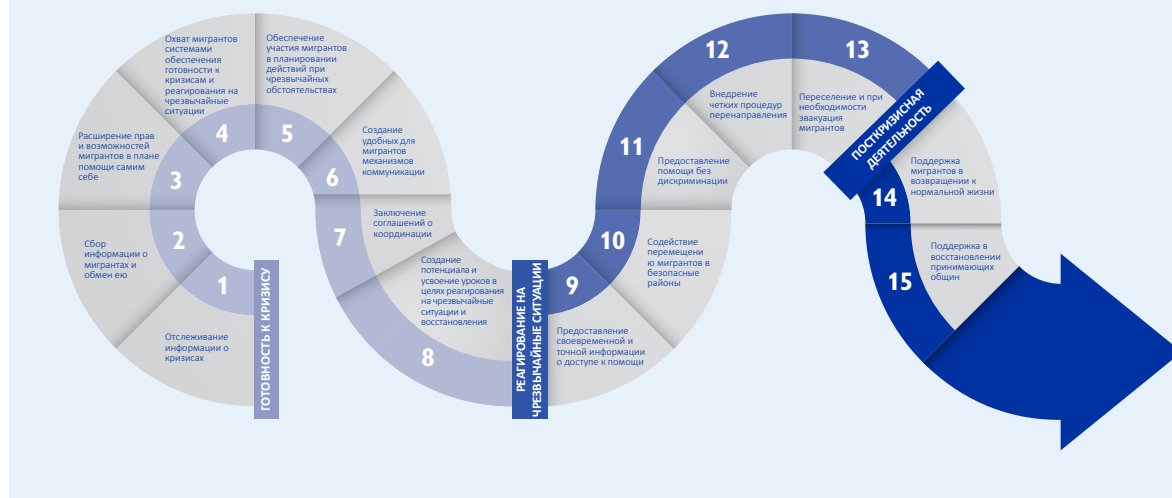 ГОТОВНОСТЬ К КРИЗИСУ
1
Отслеживание
информации о
кризисах
2
Сбор
информации о
мигрантах и
обмен ею
3
Расширение прав
и возможностей
мигрантов в плане
помощи самим
себе
4
Охват мигрантов
системами
обеспечения
готовности к
кризисам и
реагирования на
чрезвычайные
ситуации
5
Обеспечение
участия мигрантов
в планировании
действий при
чрезвычайных
обстоятельствах
6
Создание
удобных для
мигрантов
механизмов
коммуникации
7
Заключение
соглашений о
координации
8
Создание
потенциала и
усвоение уроков в
целях реагирования
на чрезвычайные
ситуации и
восстановления
РЕАГИРОВАНИЕ НА
ЧРЕЗВЫЧАЙНЫЕ СИТУАЦИИ
9
Предоставление
своевременной и
точной информации
о доступе к помощи
10
Содействие
перемещени
ю мигрантов в
безопасные
районы
11
Предоставление
помощи без
дискриминации
12
Внедрение
четких процедур
перенаправления
13
Переселение и при
необходимости
эвакуация
мигрантов
ПОСТКРИЗИСНАЯ
ДЕЯТЕЛЬНОСТЬ
14
Поддержка
мигрантов в
возвращении к
нормальной жизни
15
Поддержка в
восстановлении
принимающих
общин